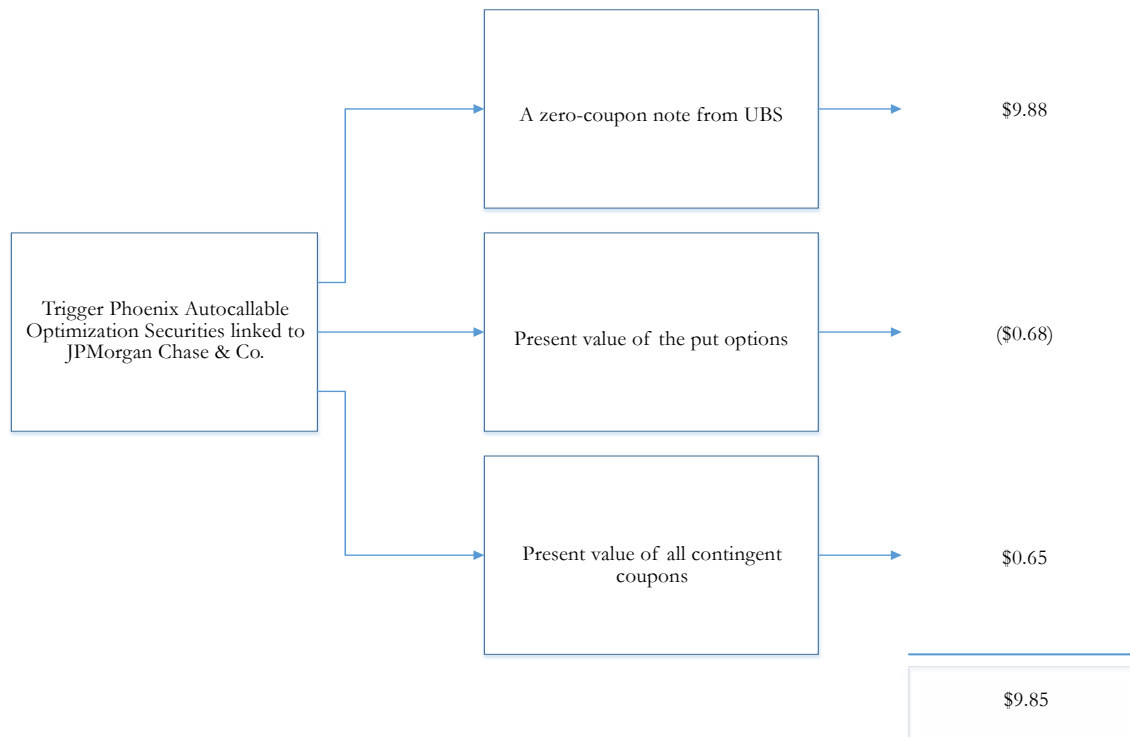 A zero-coupon note from UBS
$9.88
Trigger Phoenix Autocallable
Optimization Securities linked to
JPMorgan Chase & Co.
Present value of the put options
($0.68)
Present value of all contingent
coupons
$0.65
$9.85